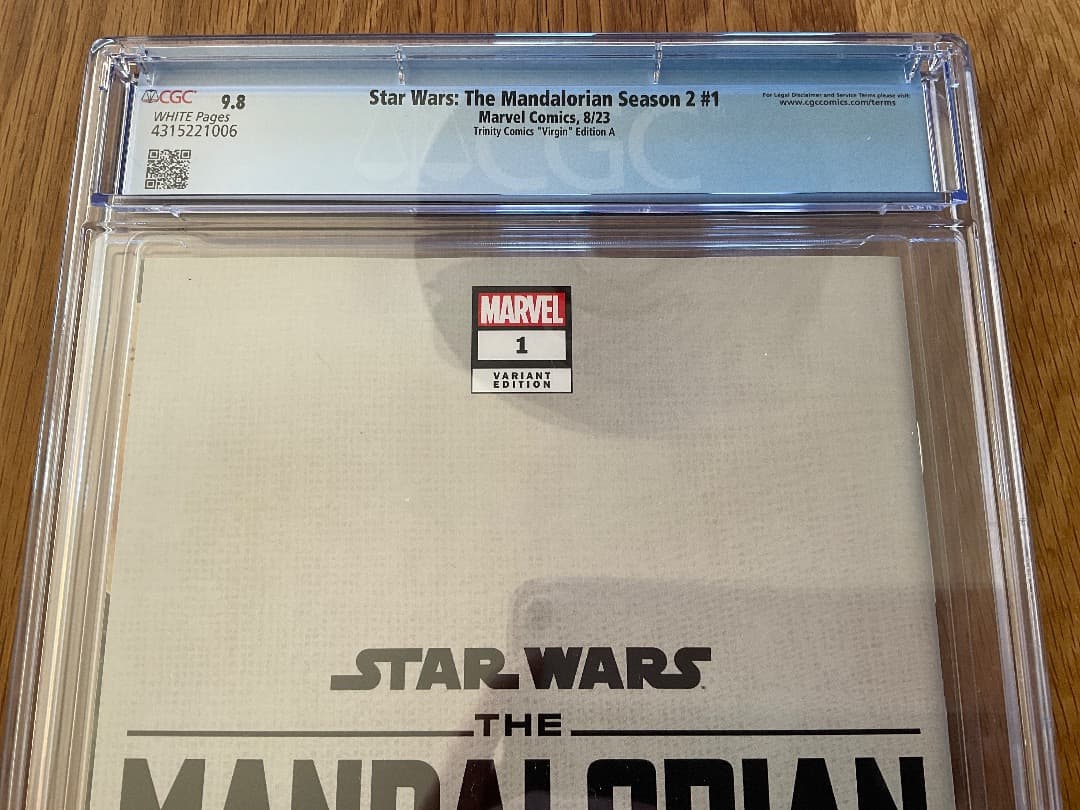 CGC 9.8
WHITE Pages
4315221006
Star Wars: The Mandalorian Season 2 #1
Marvel Comics, 8/23
Trinity Comics "Virgin" Edition A
For Legal Disclaimer and Service Terms please visit:
www.cgccomics.com/terms
CGC
MARVEL
1
VARIANT
EDITION
STAR WARS
THE
MANDALORIAN